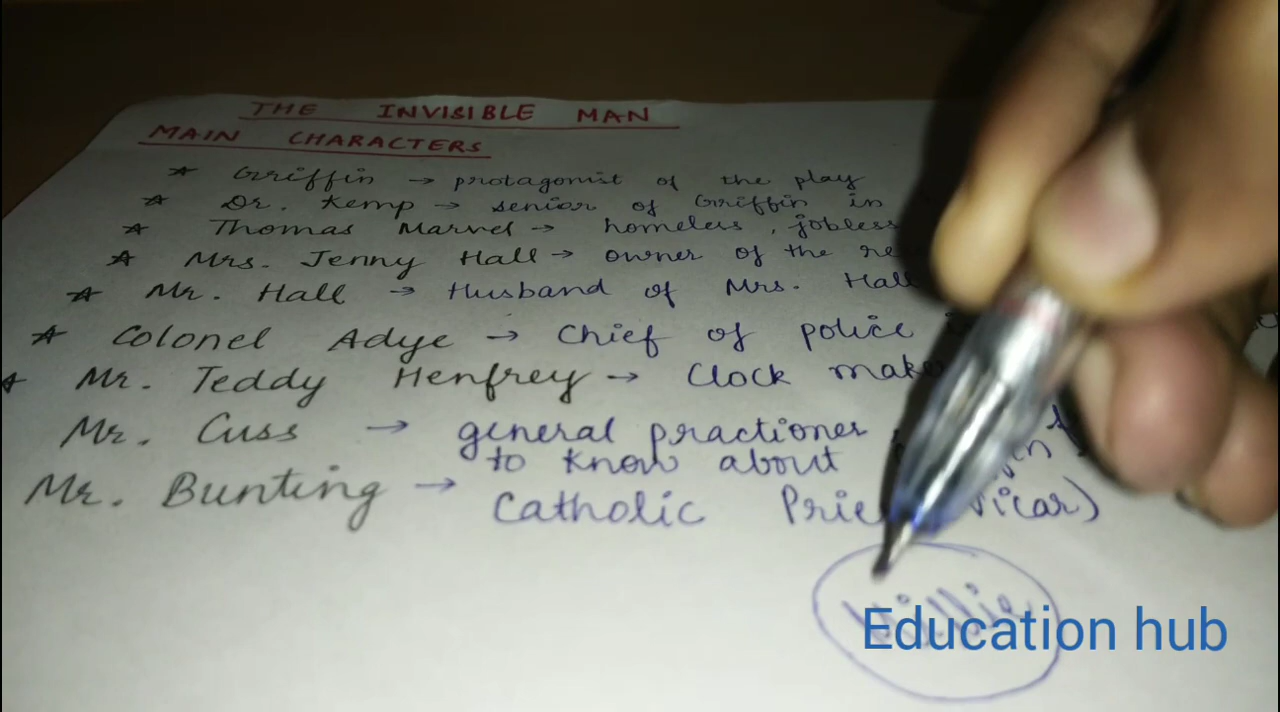 THE INVISIBLE MAN
MAIN CHARACTERS
Griffin → protagonist of the play
Dr. Kemp → senior of Griffin in
Thomas Marvel → homeless, jobless
Mrs. Jenny Hall → owner of the
Mr. Hall → Husband of Mrs. Hall
Colonel Adye → Chief of police
Mr. Teddy Henfrey → Clock
Mr. Cuss → general practioner
to know about
Mr. Bunting → Catholic
Education hub